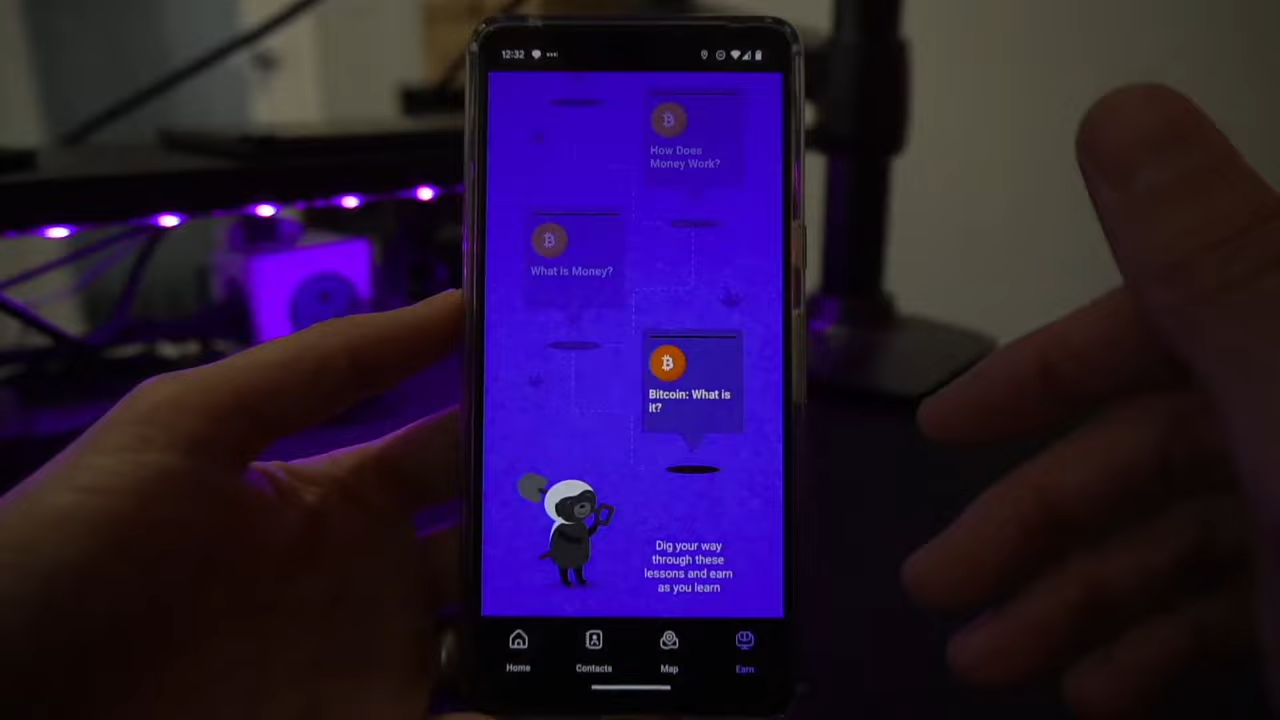 12:32
How Does
Money Work?
What is Money?
Bitcoin: What is
it?
Dig your way
through these
lessons and earn
as you learn
Home
Contacts
Map
Earn